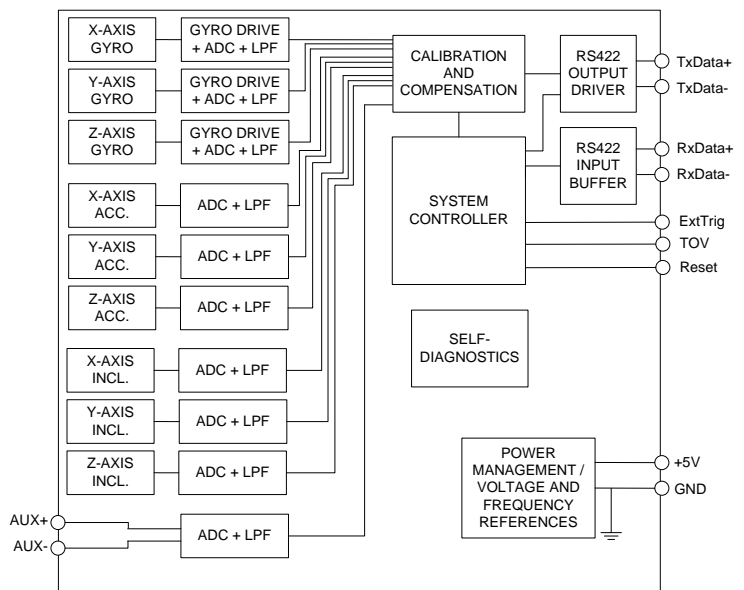 X-AXIS
GYRO
GYRO DRIVE
+ ADC + LPF
Y-AXIS
GYRO
GYRO DRIVE
+ ADC + LPF
Z-AXIS
GYRO
GYRO DRIVE
+ ADC + LPF
X-AXIS
ACC.
ADC + LPF
Y-AXIS
ACC.
ADC + LPF
Z-AXIS
ACC.
ADC + LPF
X-AXIS
INCL.
ADC + LPF
Y-AXIS
INCL.
ADC + LPF
Z-AXIS
INCL.
ADC + LPF
AUX+
AUX-
ADC + LPF
CALIBRATION
AND
COMPENSATION
SYSTEM
CONTROLLER
SELF-
DIAGNOSTICS
POWER
MANAGEMENT /
VOLTAGE AND
FREQUENCY
REFERENCES
RS422
OUTPUT
DRIVER
RS422
INPUT
BUFFER
TxData+
TxData-
RxData+
RxData-
ExtTrig
TOV
Reset
+5V
GND